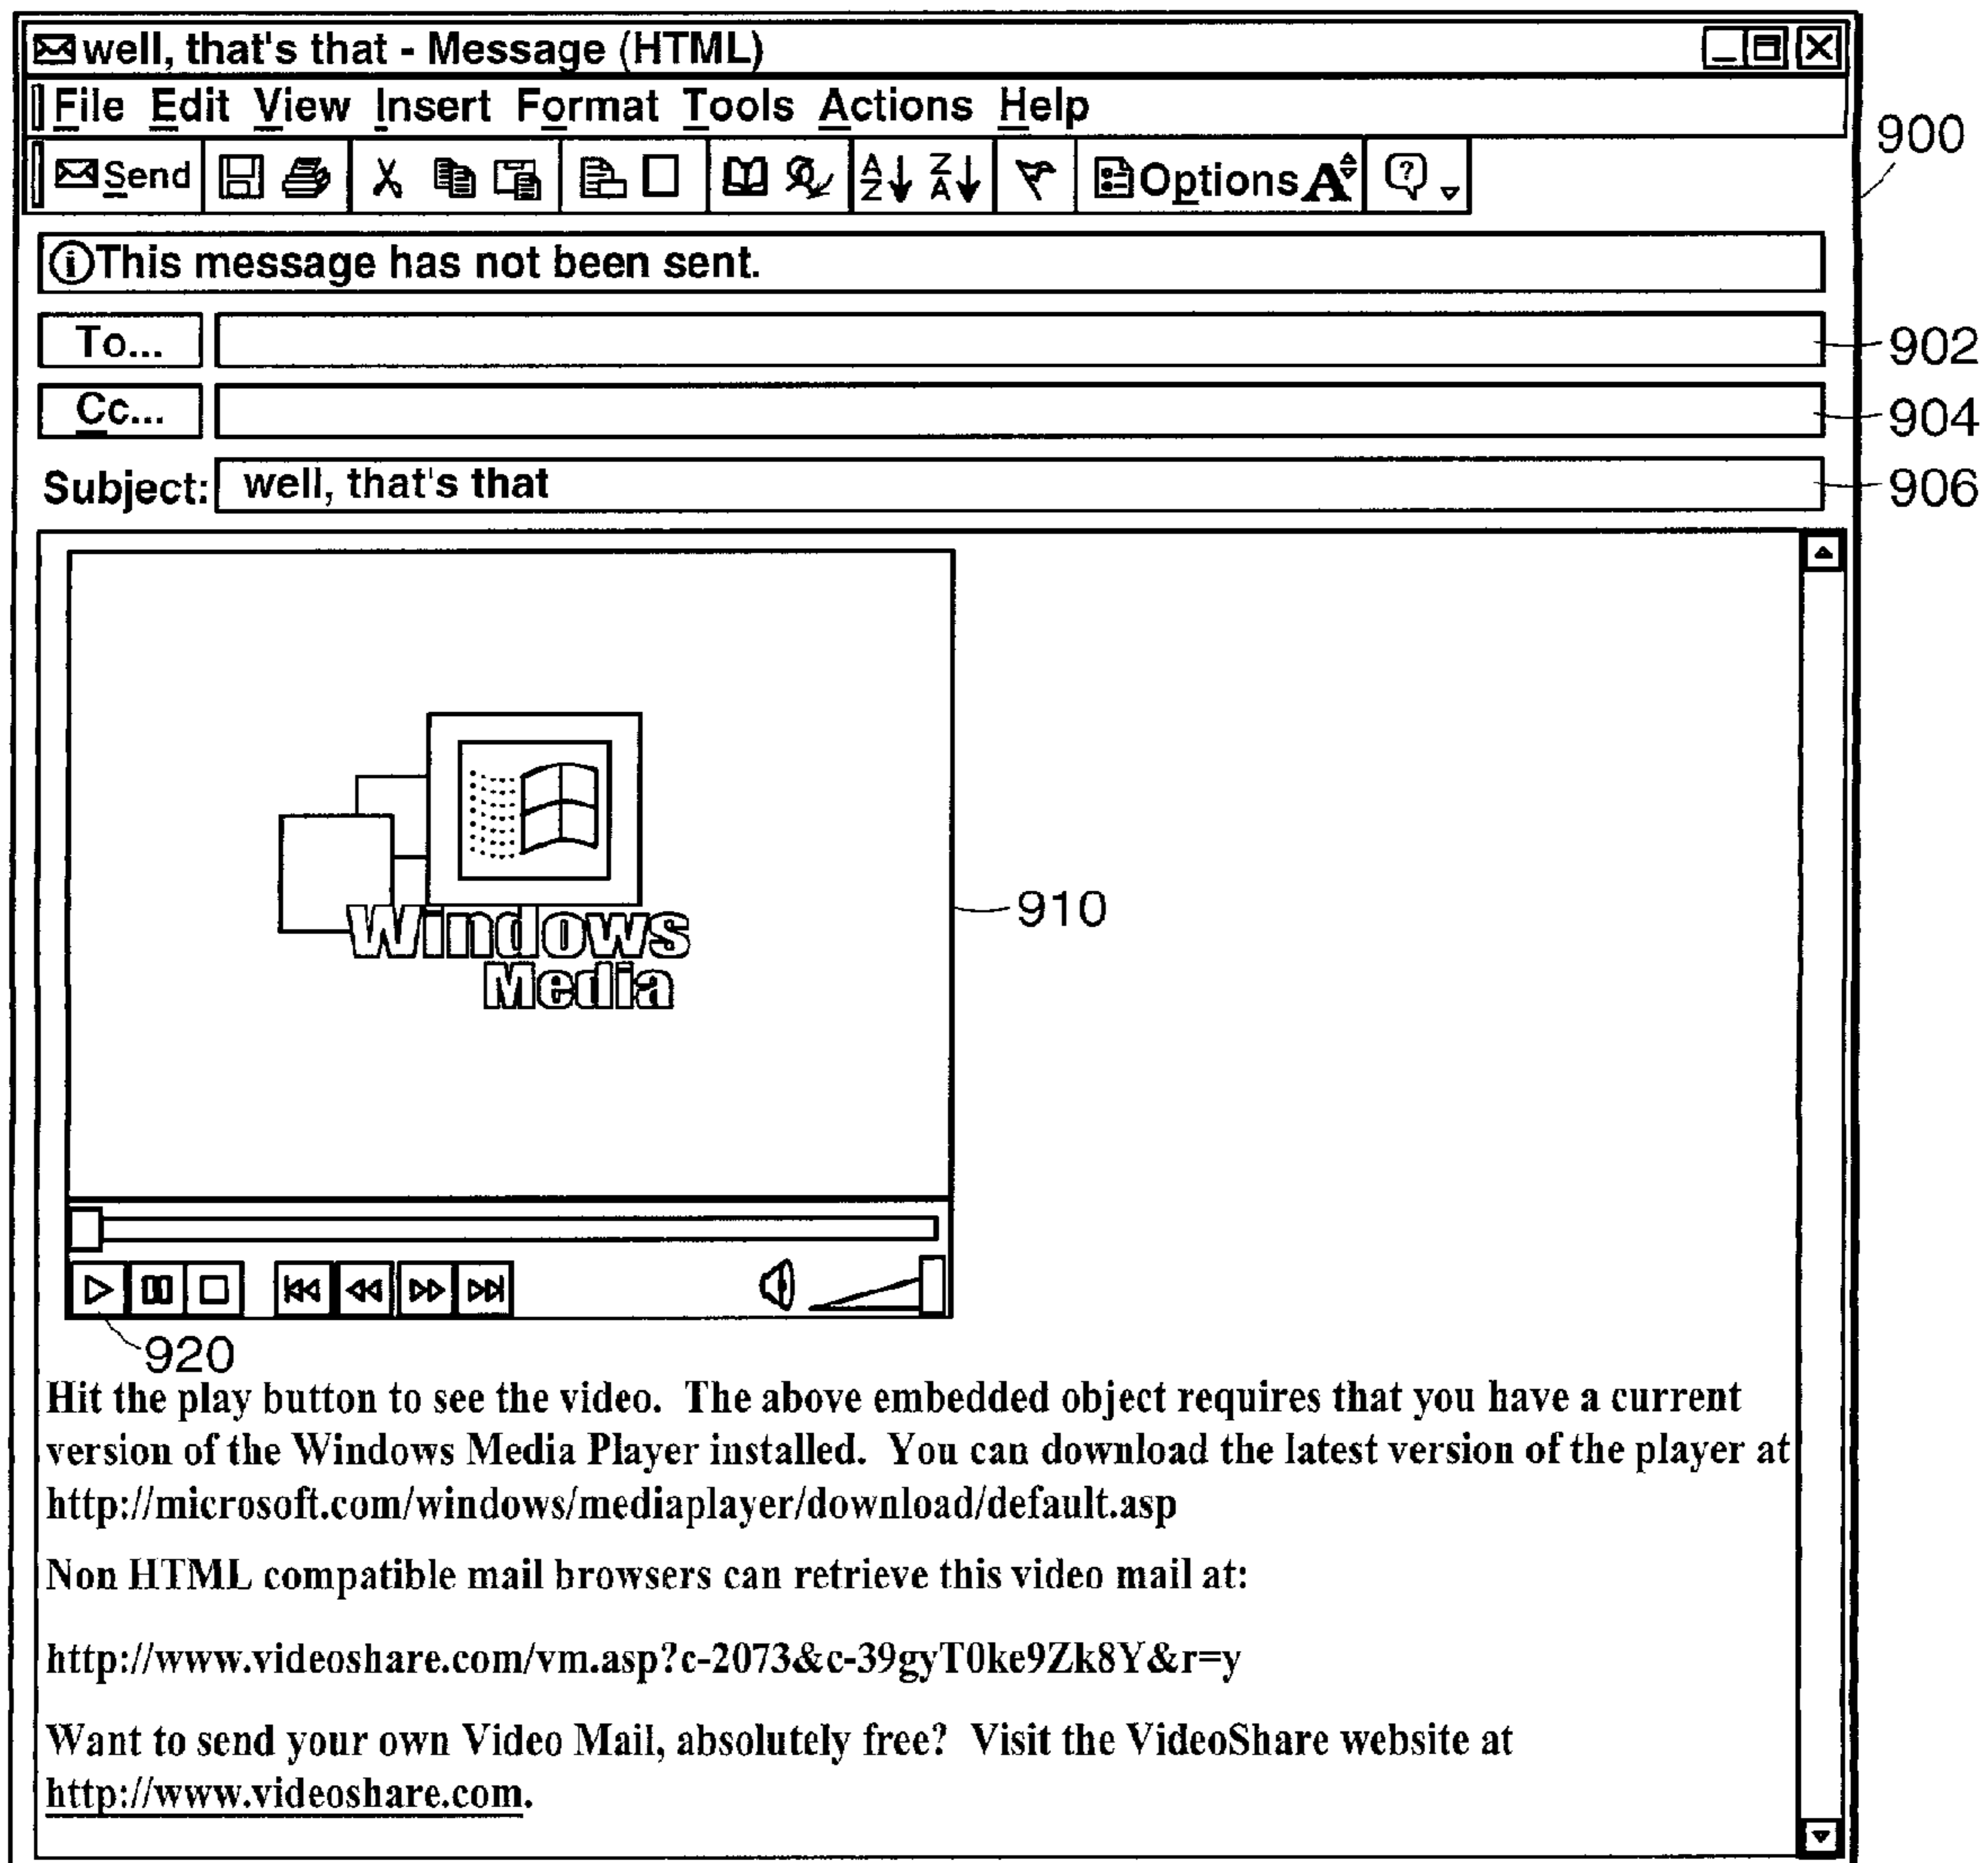 well, that's that - Message (HTML)
File Edit View Insert Format Tools Actions Help
900
Send Options A
This message has not been sent.
To...
902
Cc...
904
Subject: well, that's that
906
Windows
Media
910
920
Hit the play button to see the video. The above embedded object requires that you have a current
version of the Windows Media Player installed. You can download the latest version of the player at
http://microsoft.com/windows/mediaplayer/download/default.asp
Non HTML compatible mail browsers can retrieve this video mail at:
http://www.videoshare.com/vm.asp?c-2073&c-39gyT0ke9Zk8Y&r=y
Want to send your own Video Mail, absolutely free? Visit the VideoShare website at
http://www.videoshare.com.